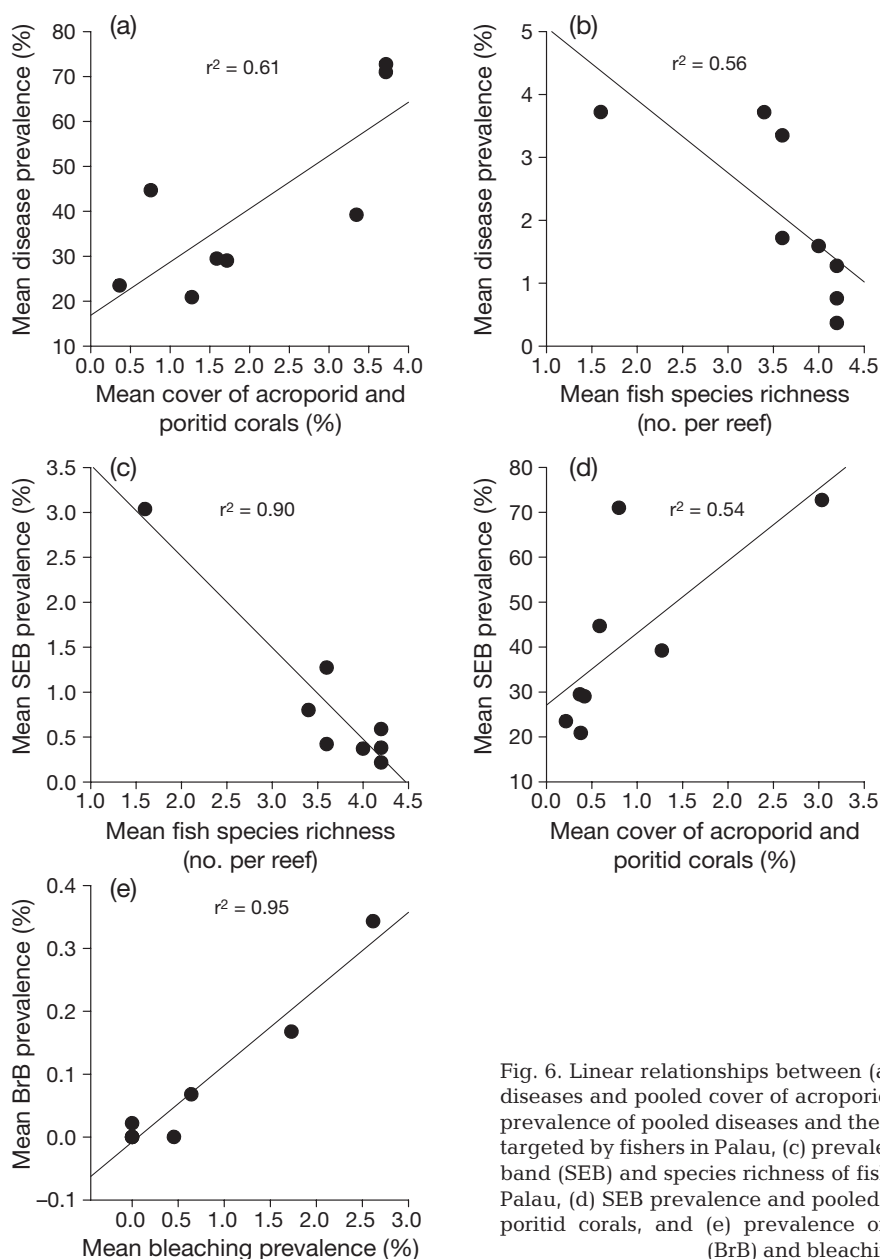 (a)
r² = 0.61
Mean disease prevalence (%)
80
70
60
50
40
30
20
10
0.0 0.5 1.0 1.5 2.0 2.5 3.0 3.5 4.0
Mean cover of acroporid and
poritid corals (%)
(b)
r² = 0.56
Mean disease prevalence (%)
5
4
3
2
1
0
1.0 1.5 2.0 2.5 3.0 3.5 4.0 4.5
Mean fish species richness
(no. per reef)
(c)
r² = 0.90
Mean SEB prevalence (%)
3.5
3.0
2.5
2.0
1.5
1.0
0.5
0.0
1.0 1.5 2.0 2.5 3.0 3.5 4.0 4.5
Mean fish species richness
(no. per reef)
(d)
r² = 0.54
Mean SEB prevalence (%)
80
70
60
50
40
30
20
10
0.0 0.5 1.0 1.5 2.0 2.5 3.0 3.5
Mean cover of acroporid and
poritid corals (%)
(e)
r² = 0.95
Mean BrB prevalence (%)
0.4
0.3
0.2
0.1
0.0
–0.1
0.0 0.5 1.0 1.5 2.0 2.5 3.0
Mean bleaching prevalence (%)
Fig. 6. Linear relationships between (a
diseases and pooled cover of acroporid
prevalence of pooled diseases and the
targeted by fishers in Palau, (c) prevale
band (SEB) and species richness of fish
Palau, (d) SEB prevalence and pooled
poritid corals, and (e) prevalence o
(BrB) and bleachi